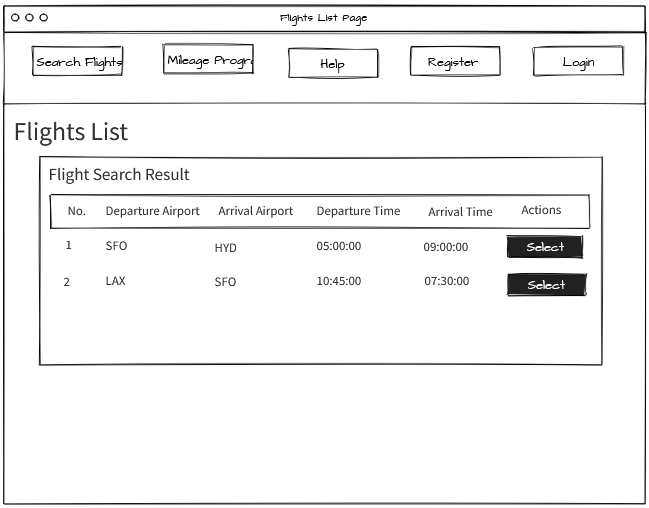 Flights List Page
Search Flights
Mileage Progra
Help
Register
Login
Flights List
Flight Search Result
No. Departure Airport Arrival Airport Departure Time Arrival Time Actions
1 SFO HYD 05:00:00 09:00:00 Select
2 LAX SFO 10:45:00 07:30:00 Select